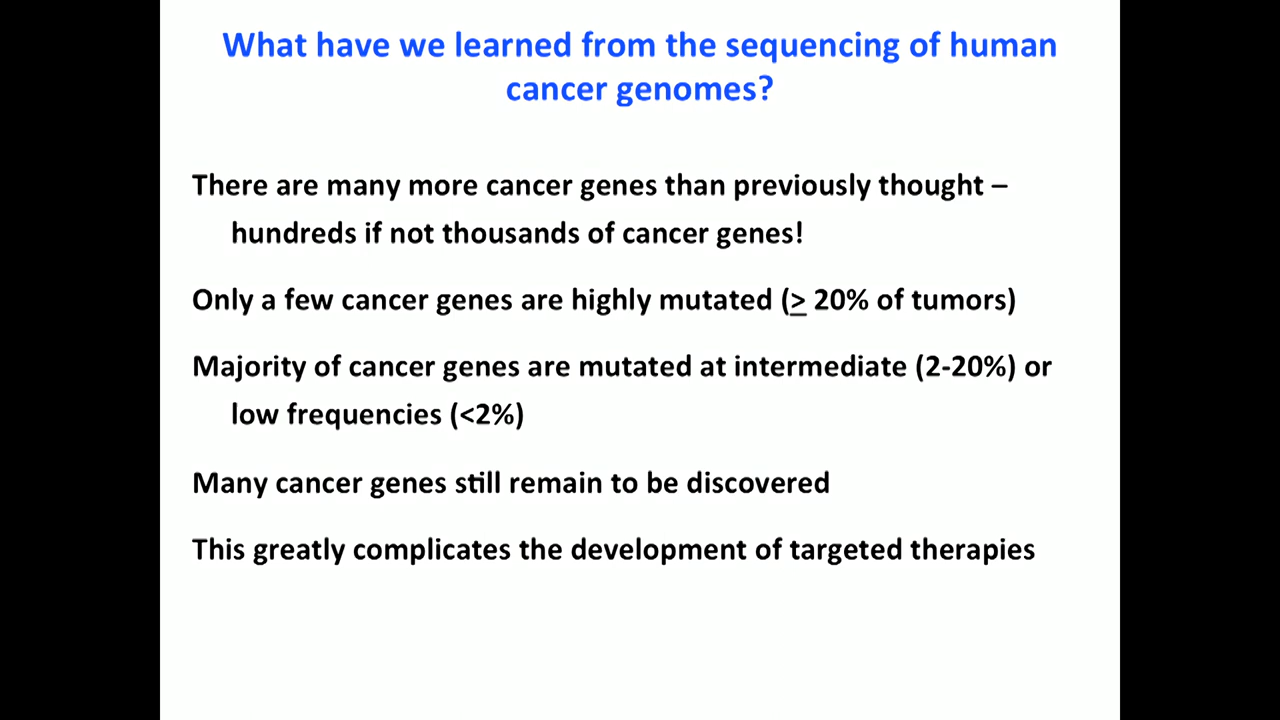 What have we learned from the sequencing of human
cancer genomes?
There are many more cancer genes than previously thought –
hundreds if not thousands of cancer genes!
Only a few cancer genes are highly mutated (≥ 20% of tumors)
Majority of cancer genes are mutated at intermediate (2-20%) or
low frequencies (<2%)
Many cancer genes still remain to be discovered
This greatly complicates the development of targeted therapies